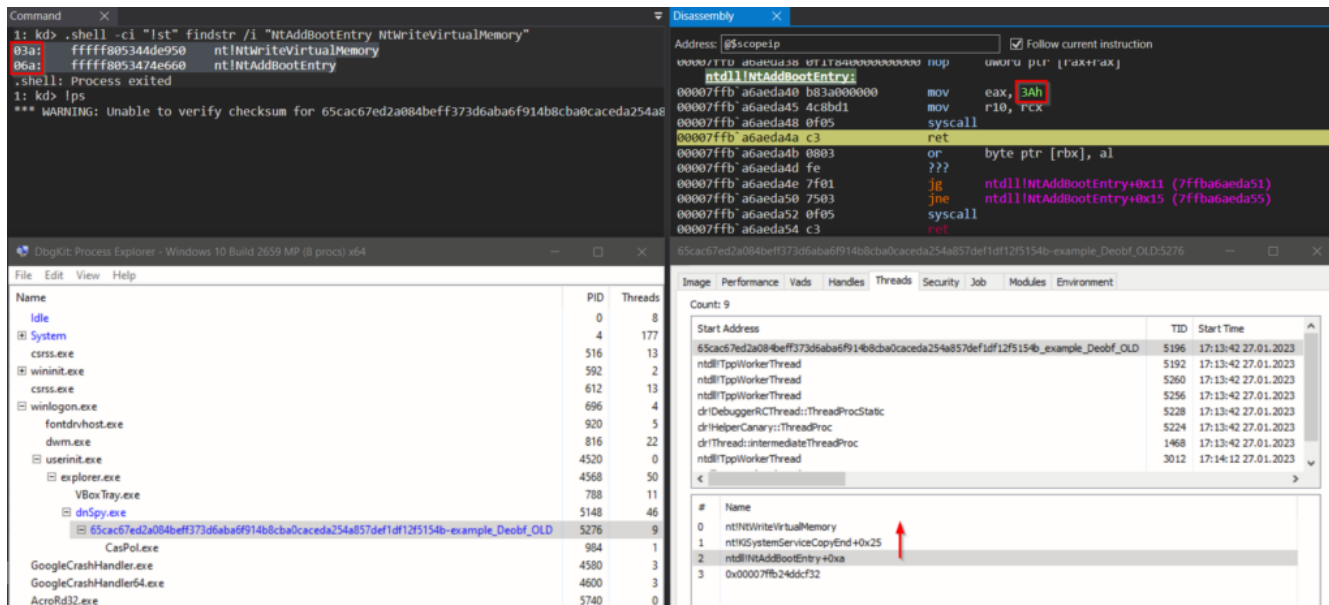 Command
1: kd> .shell -ci "!st" findstr /i "NtAddBootEntry NtWriteVirtualMemory"
03a: fffff805344de950 nt!NtWriteVirtualMemory
06a: fffff8053474e660 nt!NtAddBootEntry
.shell: Process exited
1: kd> !ps
*** WARNING: Unable to verify checksum for 65cac67ed2a084beff373d6aba6f914b8cba0caceda254a8
Disassembly
Address: @$scopeip
Follow current instruction
00007ffb`a6aeda38 0f1f840000000000 nop dword ptr [rax+rax]
ntdll!NtAddBootEntry:
00007ffb`a6aeda40 b83a000000 mov eax, 3Ah
00007ffb`a6aeda45 4c8bd1 mov r10, rcx
00007ffb`a6aeda48 0f05 syscall
00007ffb`a6aeda4a c3 ret
00007ffb`a6aeda4b 0803 or byte ptr [rbx], al
00007ffb`a6aeda4d fe ???
00007ffb`a6aeda4e 7f01 jg ntdll!NtAddBootEntry+0x11 (7ffba6aeda51)
00007ffb`a6aeda50 7503 jne ntdll!NtAddBootEntry+0x15 (7ffba6aeda55)
00007ffb`a6aeda52 0f05 syscall
00007ffb`a6aeda54 c3 ret
DbgKit: Process Explorer - Windows 10 Build 2659 MP (8 procs) x64
File Edit View Help
Name PID Threads
Idle 0 8
System 4 177
csrss.exe 516 13
wininit.exe 592 2
csrss.exe 612 13
winlogon.exe 696 4
fontdrvhost.exe 920 5
dwm.exe 816 22
userinit.exe 4520 0
explorer.exe 4568 50
VBoxTray.exe 788 11
dnSpy.exe 5148 46
65cac67ed2a084beff373d6aba6f914b8cba0caceda254a857def1df12f5154b-example_Deobf_OLD 5276 9
CasPol.exe 984 1
GoogleCrashHandler.exe 4580 3
GoogleCrashHandler64.exe 4600 3
AcroRd32.exe 5740 0
65cac67ed2a084beff373d6aba6f914b8cba0caceda254a857def1df12f5154b-example_Deobf_OLD:5276
Image Performance Vads Handles Threads Security Job Modules Environment
Count: 9
Start Address TID Start Time
65cac67ed2a084beff373d6aba6f914b8cba0caceda254a857def1df12f5154b_example_Deobf_OLD 5196 17:13:42 27.01.2023
ntdll!TppWorkerThread 5192 17:13:42 27.01.2023
ntdll!TppWorkerThread 5260 17:13:42 27.01.2023
ntdll!TppWorkerThread 5256 17:13:42 27.01.2023
clr!DebuggerRCThread::ThreadProcStatic 5228 17:13:42 27.01.2023
clr!HelperCanary::ThreadProc 5224 17:13:42 27.01.2023
clr!Thread::intermediateThreadProc 1468 17:13:42 27.01.2023
ntdll!TppWorkerThread 3012 17:14:12 27.01.2023
# Name
0 nt!NtWriteVirtualMemory
1 nt!KiSystemServiceCopyEnd+0x25
2 ntdll!NtAddBootEntry+0xa
3 0x00007ffb24ddcf32